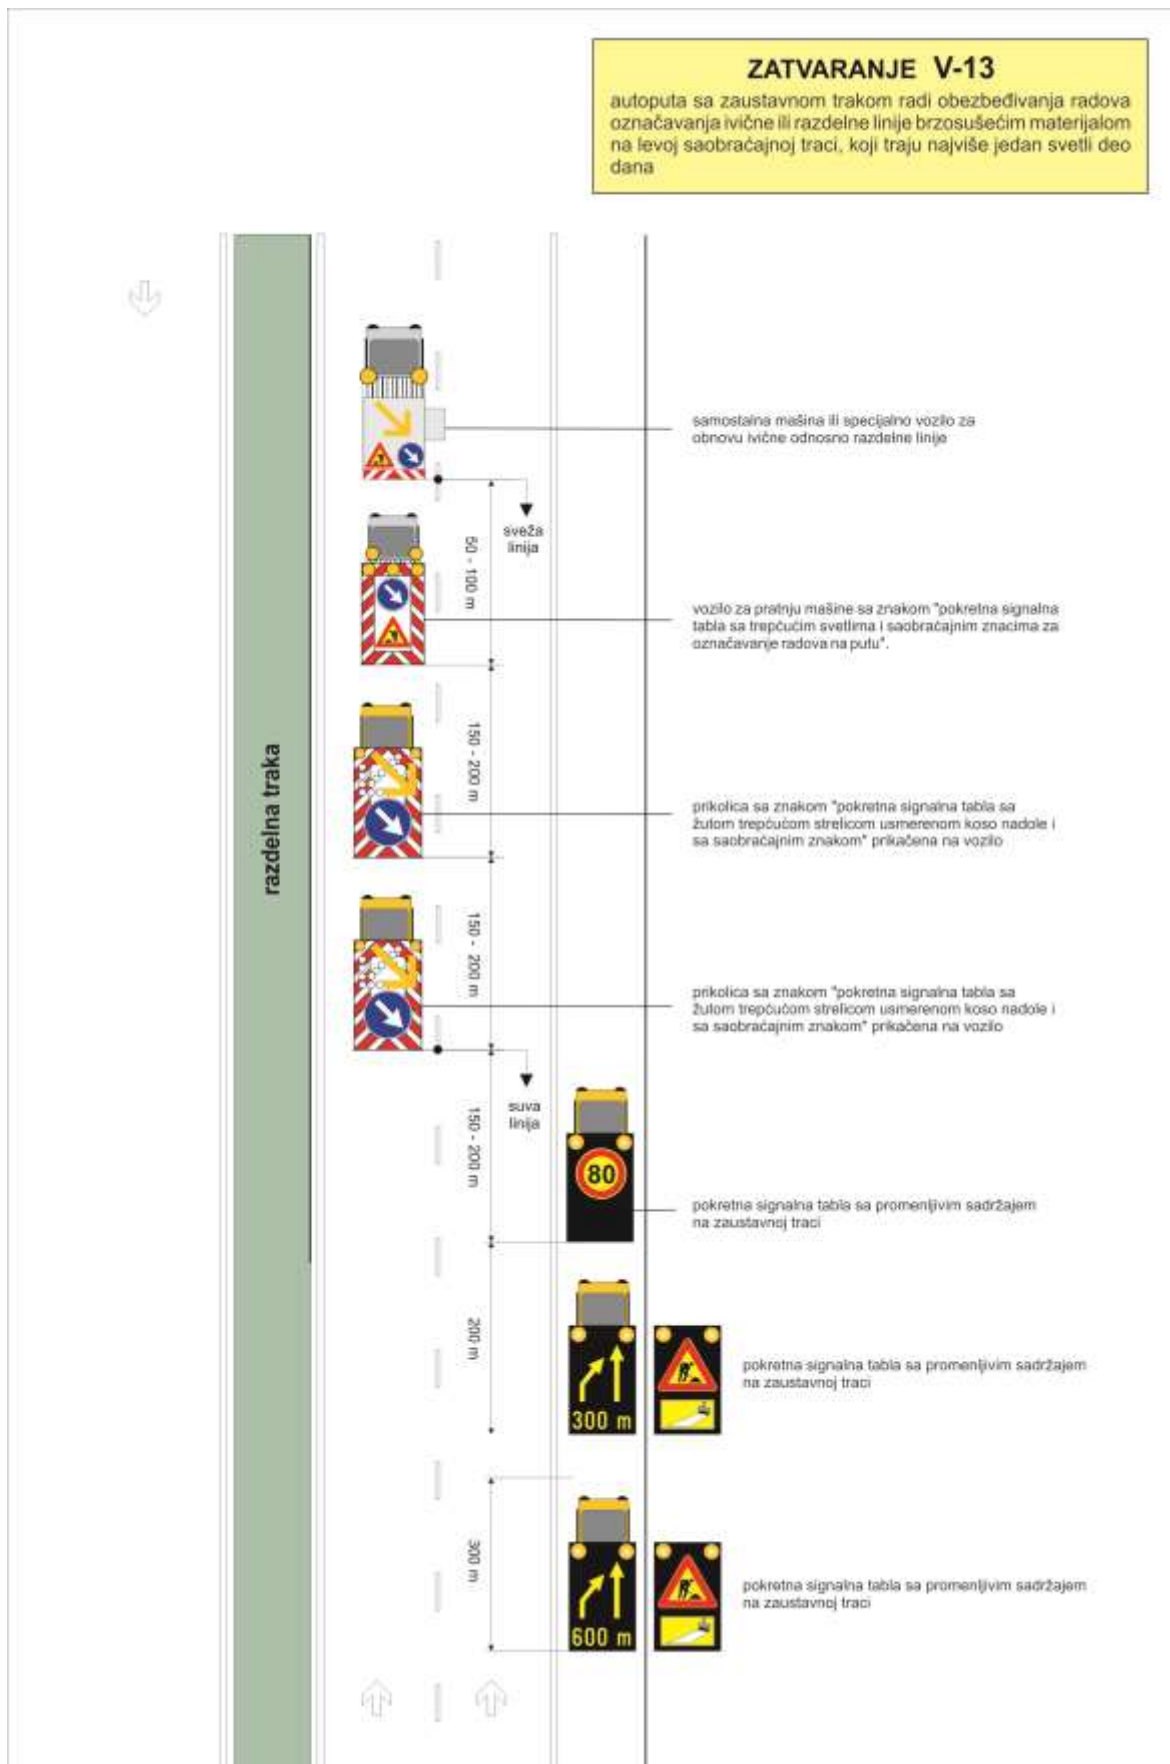 ZATVARANJE V-13
autoputa sa zaustavnom trakom radi obezbeđivanja radova
označavanja ivične ili razdelne linije brzosušećim materijalom
na levoj saobraćajnoj traci, koji traju najviše jedan svetli deo
dana
samostalna mašina ili specijalno vozilo za
obnovu ivične odnosno razdelne linije
sveža
linija
50 - 100 m
vozilo za pratnju mašine sa znakom "pokretna signalna
tabla sa trepćućim svetlima i saobraćajnim znacima za
označavanje radova na putu".
razdelna traka
150 - 200 m
prikolica sa znakom "pokretna signalna tabla sa
žutom trepćućom strelicom usmerenom koso nadole i
sa saobraćajnim znakom" prikačena na vozilo
150 - 200 m
prikolica sa znakom "pokretna signalna tabla sa
žutom trepćućom strelicom usmerenom koso nadole i
sa saobraćajnim znakom" prikačena na vozilo
suva
linija
150 - 200 m
80
pokretna signalna tabla sa promenljivim sadržajem
na zaustavnoj traci
200 m
300 m
pokretna signalna tabla sa promenljivim sadržajem
na zaustavnoj traci
300 m
600 m
pokretna signalna tabla sa promenljivim sadržajem
na zaustavnoj traci